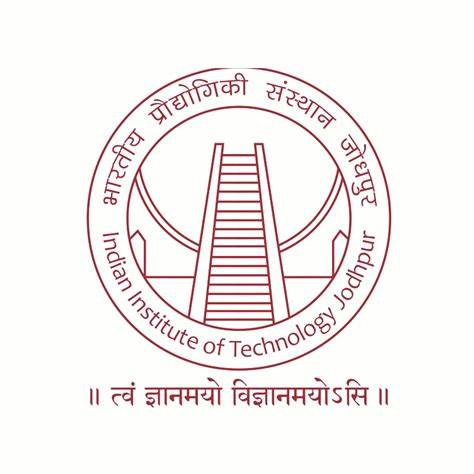 भारतीय प्रौद्योगिकी संस्थान जोधपुर
Indian Institute of Technology Jodhpur
॥ त्वं ज्ञानमयो विज्ञानमयोऽसि ॥